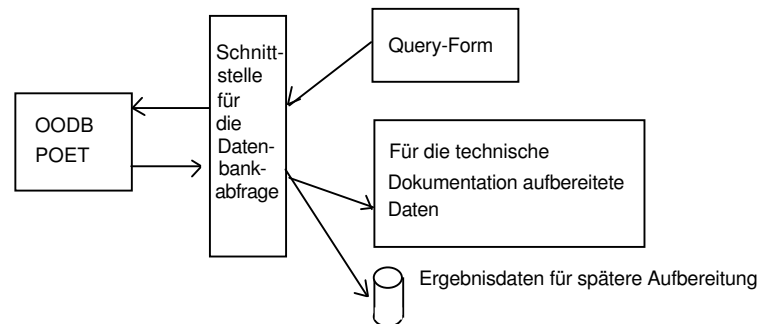 OODB
POET
Schnitt-
stelle
für
die
Daten-
bank-
abfrage
Query-Form
Für die technische
Dokumentation aufbereitete
Daten
Ergebnisdaten für spätere Aufbereitung